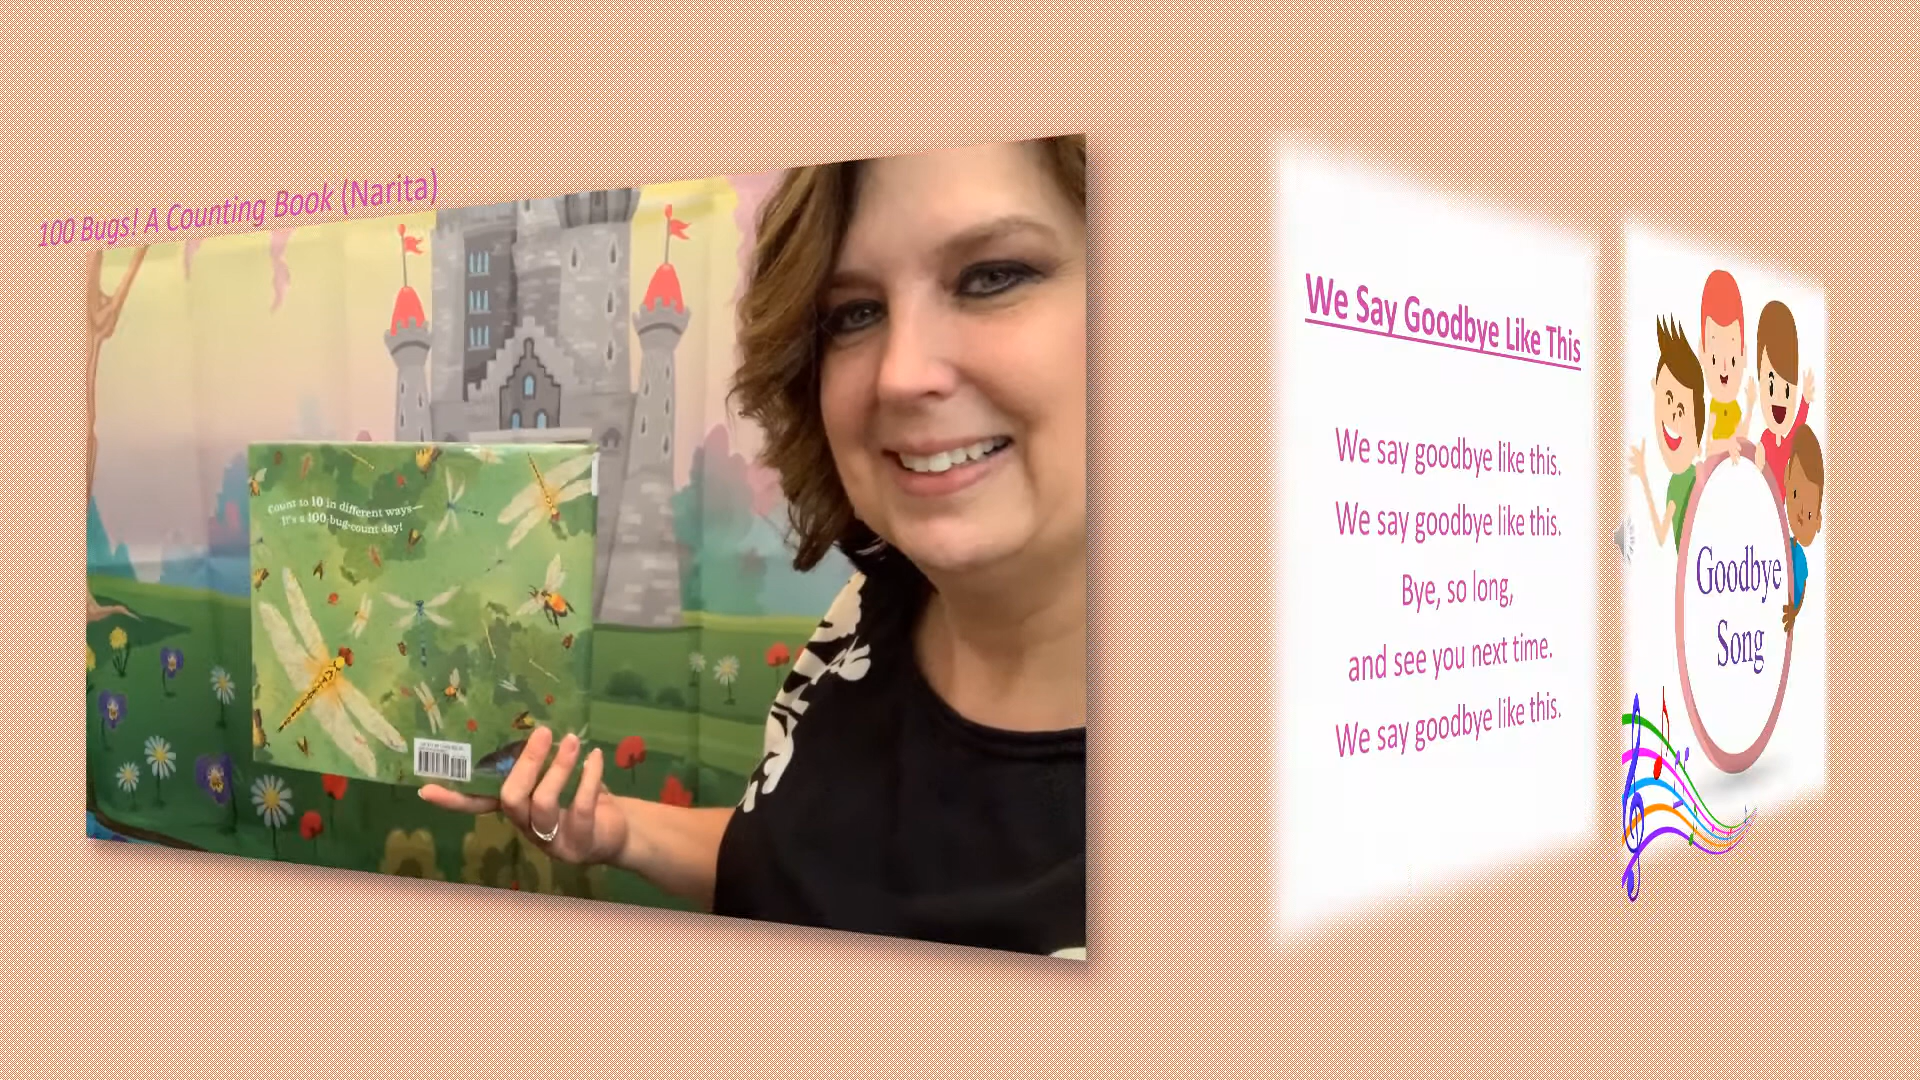 100 Bugs! A Counting Book (Narita)
Count to 10 in different ways—
It's a 100-bug-count day!
We Say Goodbye Like This
We say goodbye like this.
We say goodbye like this.
Bye, so long,
and see you next time.
We say goodbye like this.
Goodbye
Song